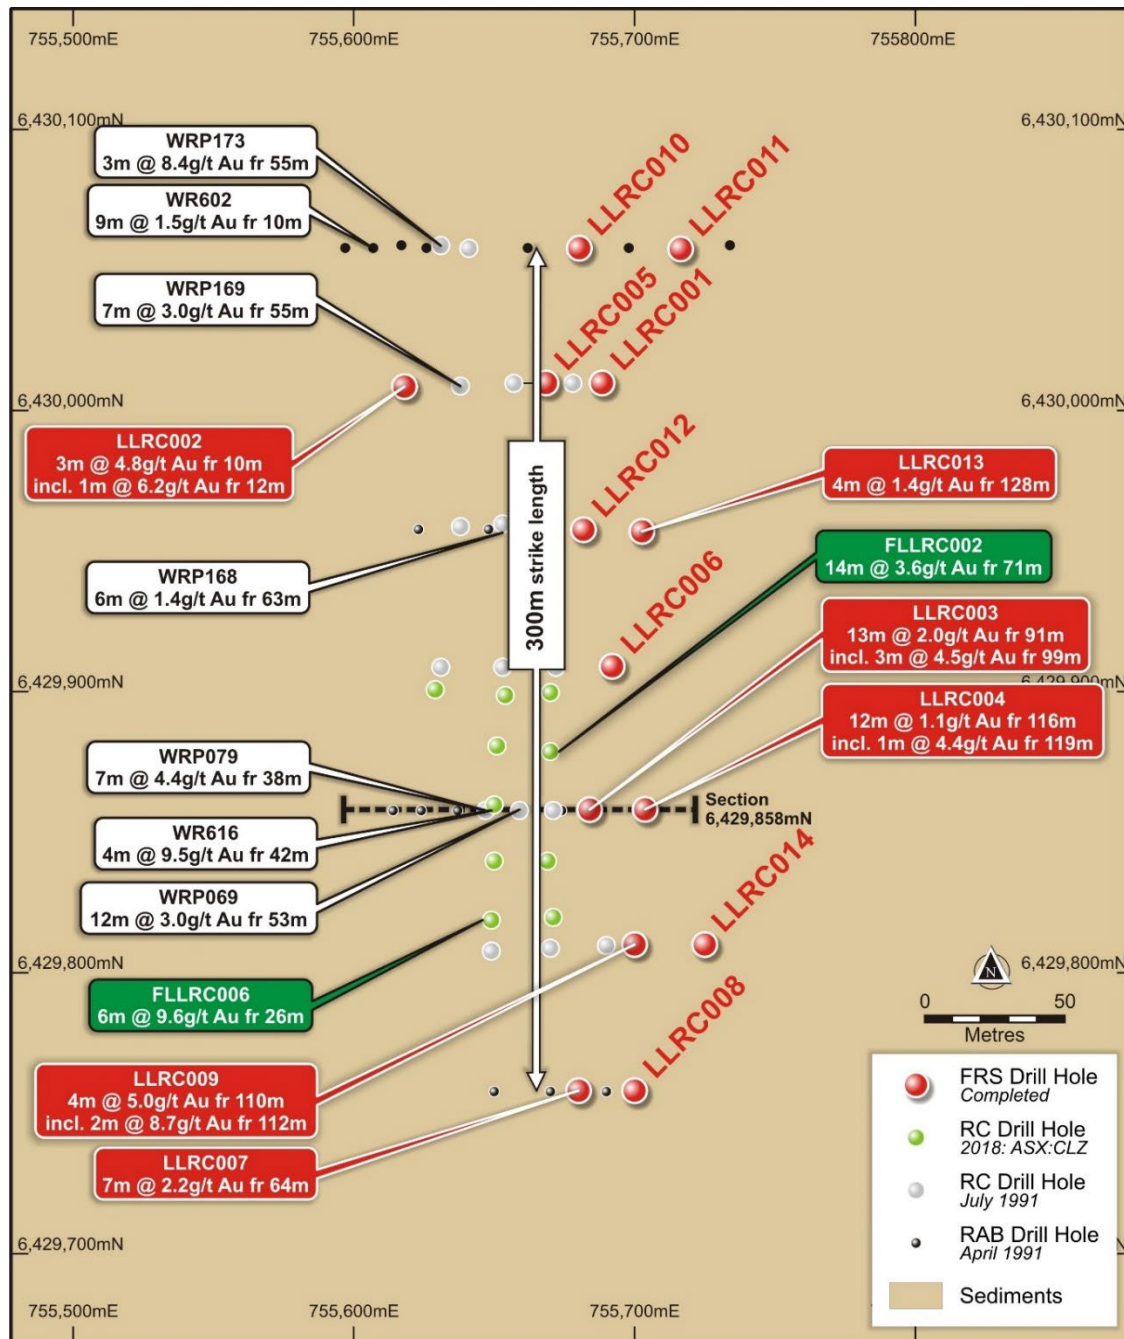 755,500mE
755,600mE
755,700mE
755800mE
6,430,100mN
6,430,100mN
WRP173
3m @ 8.4g/t Au fr 55m
WR602
9m @ 1.5g/t Au fr 10m
LLRC010
LLRC011
WRP169
7m @ 3.0g/t Au fr 55m
LLRC005
LLRC001
6,430,000mN
6,430,000mN
LLRC002
3m @ 4.8g/t Au fr 10m
incl. 1m @ 6.2g/t Au fr 12m
LLRC012
LLRC013
4m @ 1.4g/t Au fr 128m
300m strike length
FLLRC002
14m @ 3.6g/t Au fr 71m
WRP168
6m @ 1.4g/t Au fr 63m
LLRC006
LLRC003
13m @ 2.0g/t Au fr 91m
incl. 3m @ 4.5g/t Au fr 99m
6,429,900mN
6,429,900mN
LLRC004
12m @ 1.1g/t Au fr 116m
incl. 1m @ 4.4g/t Au fr 119m
WRP079
7m @ 4.4g/t Au fr 38m
Section
6,429,858mN
WR616
4m @ 9.5g/t Au fr 42m
WRP069
12m @ 3.0g/t Au fr 53m
LLRC014
6,429,800mN
6,429,800mN
N
FLLRC006
6m @ 9.6g/t Au fr 26m
LLRC008
0
50
Metres
LLRC009
4m @ 5.0g/t Au fr 110m
incl. 2m @ 8.7g/t Au fr 112m
LLRC007
7m @ 2.2g/t Au fr 64m
FRS Drill Hole
Completed
RC Drill Hole
2018: ASX:CLZ
RC Drill Hole
July 1991
RAB Drill Hole
April 1991
Sediments
6,429,700mN
755,500mE
755,600mE
755,700mE